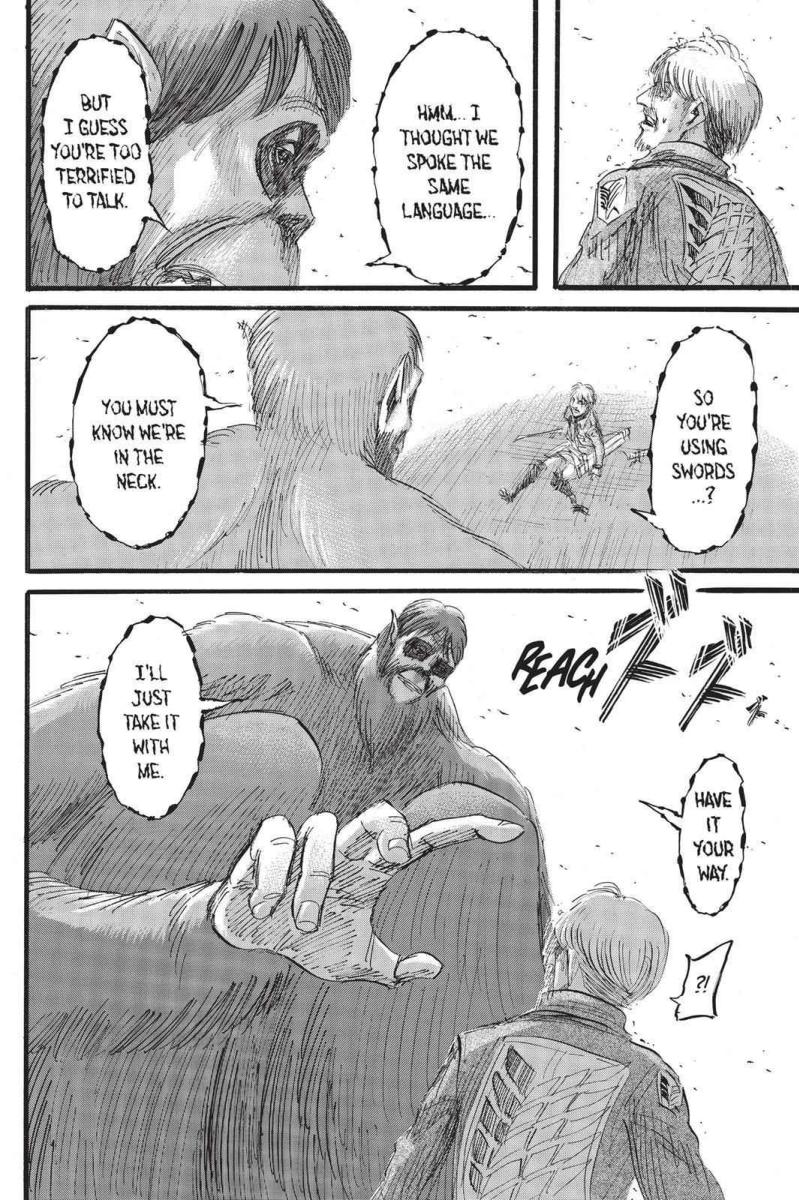 HMM... I
THOUGHT WE
SPOKE THE
SAME
LANGUAGE...
BUT
I GUESS
YOU'RE TOO
TERRIFIED
TO TALK.
SO
YOU'RE
USING
SWORDS
...?
YOU MUST
KNOW WE'RE
IN THE
NECK.
REACH
HAVE
IT
YOUR
WAY.
I'LL
JUST
TAKE IT
WITH
ME.
?!